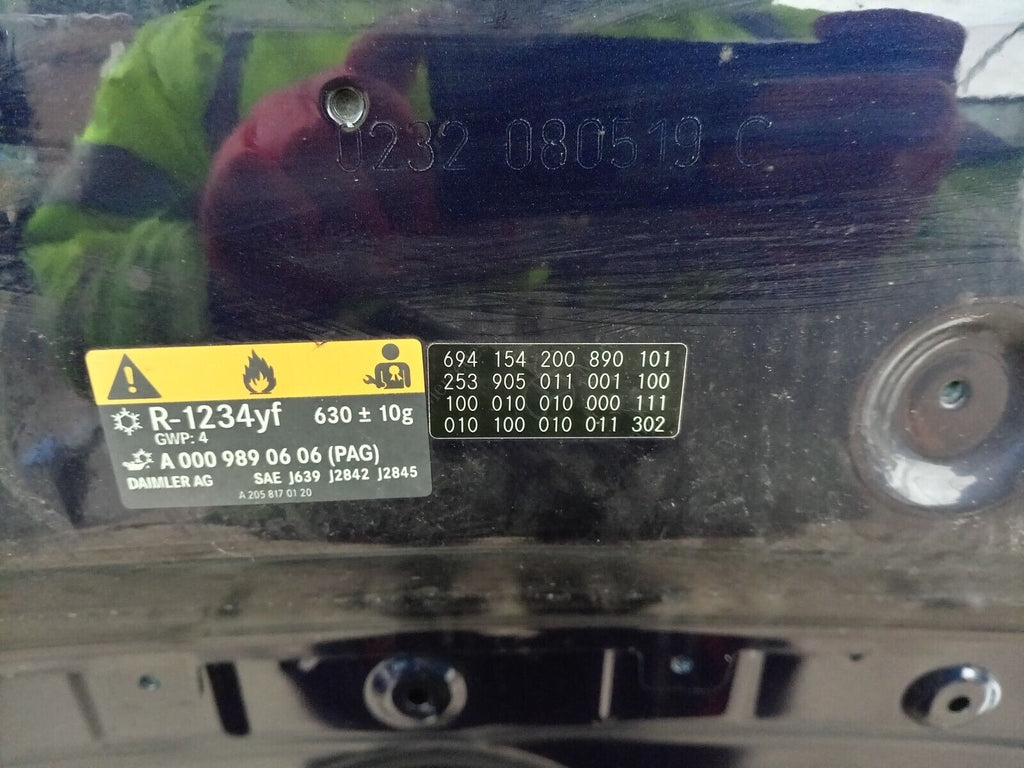 0232 080519 C
R-1234yf 630 ± 10g
GWP: 4
A 000 989 06 06 (PAG)
DAIMLER AG SAE J639 J2842 J2845
A 205 817 01 20
694 154 200 890 101
253 905 011 001 100
100 010 010 000 111
010 100 010 011 302